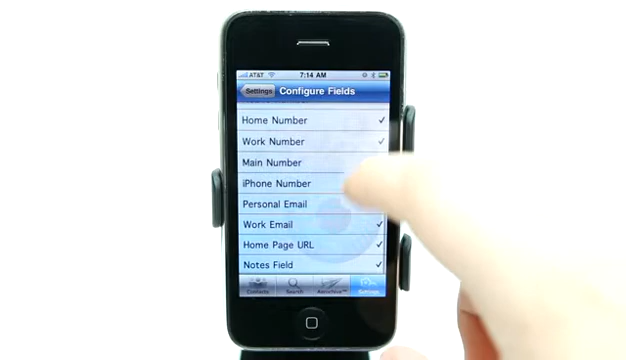 AT&T 7:14 AM
Settings Configure Fields
Home Number
Work Number
Main Number
iPhone Number
Personal Email
Work Email
Home Page URL
Notes Field
Contacts Search Settings